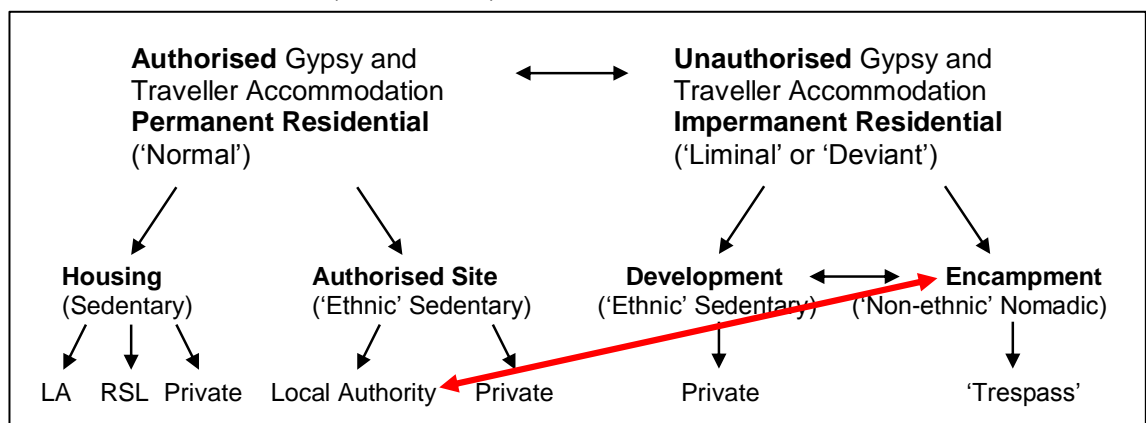 Authorised Gypsy and
Traveller Accommodation
Permanent Residential
(‘Normal’)
Unauthorised Gypsy and
Traveller Accommodation
Impermanent Residential
(‘Liminal’ or ‘Deviant’)
Housing
(Sedentary)
Authorised Site
(‘Ethnic’ Sedentary)
Development
(‘Ethnic’ Sedentary)
Encampment
(‘Non-ethnic’ Nomadic)
LA RSL Private Local Authority Private Private ‘Trespass’